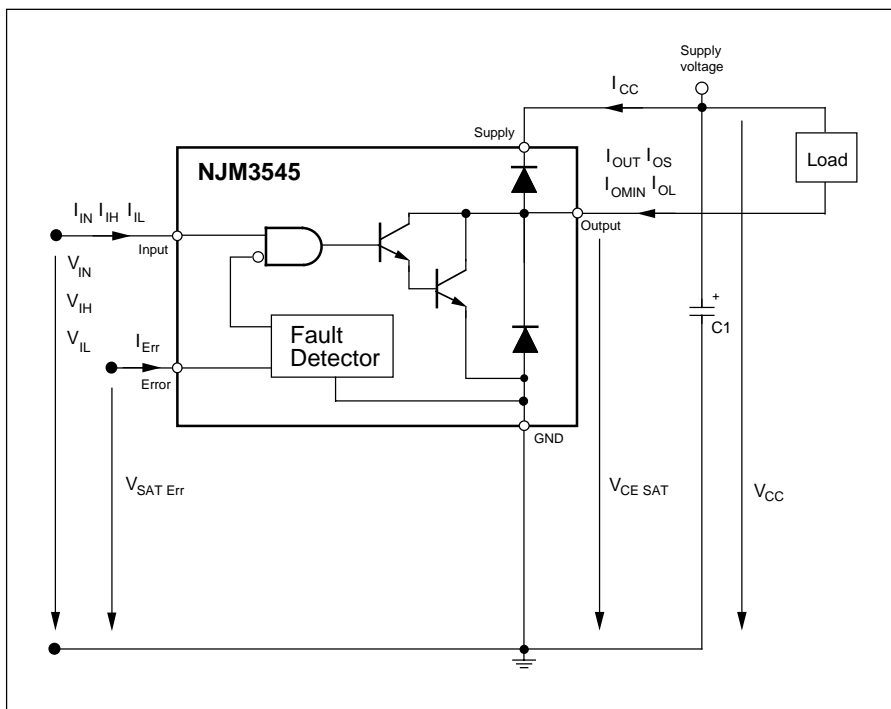 Supply
voltage
I_CC
Supply
NJM3545
Load
I_OUT I_OS
I_OMIN I_OL
I_IN I_IH I_IL
Input
Output
V_IN
V_IH
V_IL
+
C1
Fault
Detector
I_Err
Error
GND
V_SAT Err
V_CE SAT
V_CC